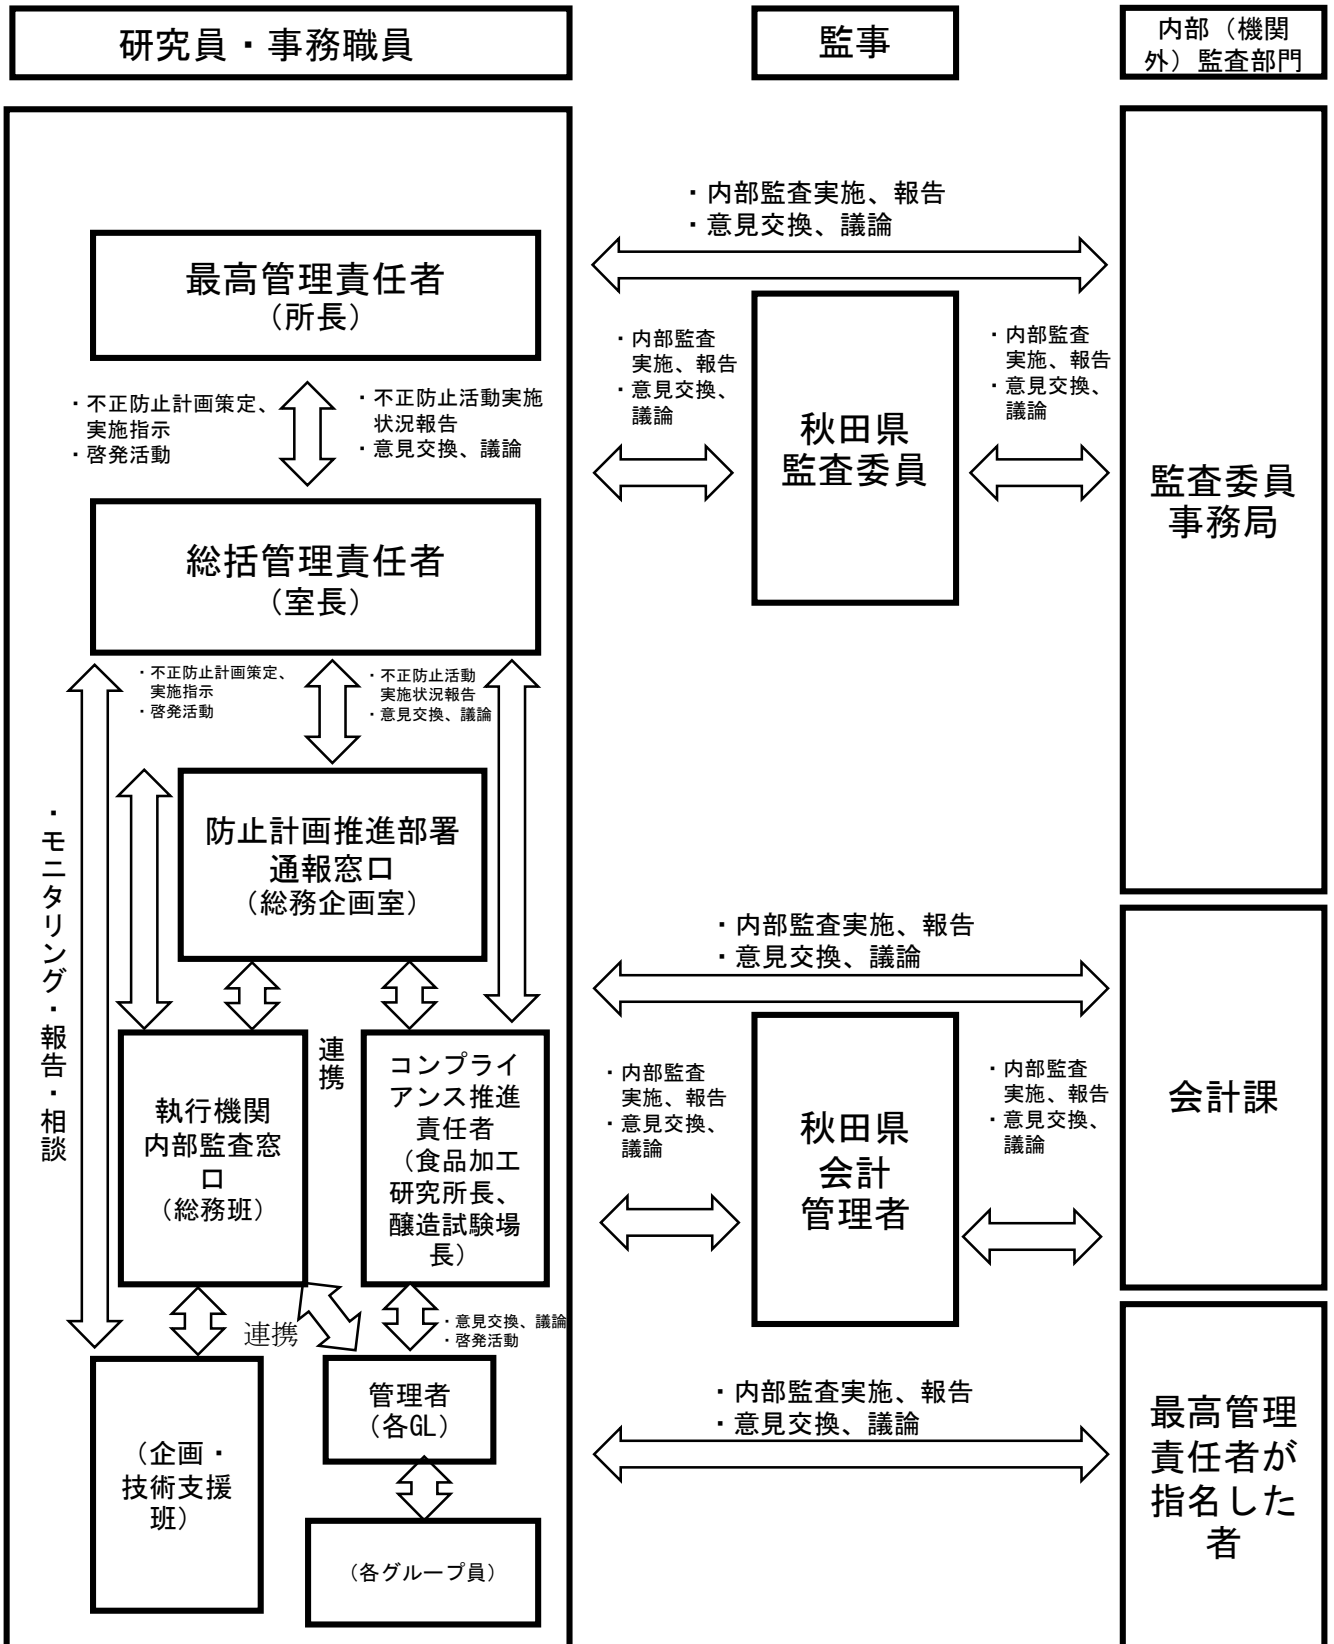 研究員・事務職員
監事
内部（機関
外）監査部門
・内部監査実施、報告
・意見交換、議論
最高管理責任者
（所長）
・不正防止計画策定、
実施指示
・啓発活動
・不正防止活動実施
状況報告
・意見交換、議論
・内部監査
実施、報告
・意見交換、
議論
秋田県
監査委員
・内部監査
実施、報告
・意見交換、
議論
監査委員
事務局
総括管理責任者
（室長）
・不正防止計画策定、
実施指示
・啓発活動
・不正防止活動
実施状況報告
・意見交換、議論
・モニタリング・報告・相談
防止計画推進部署
通報窓口
（総務企画室）
・内部監査実施、報告
・意見交換、議論
執行機関
内部監査窓
口
（総務班）
連携
コンプライ
アンス推進
責任者
（食品加工
研究所長、
醸造試験場
長）
・内部監査
実施、報告
・意見交換、
議論
秋田県
会計
管理者
・内部監査
実施、報告
・意見交換、
議論
会計課
連携
・意見交換、議論
・啓発活動
（企画・
技術支援
班）
管理者
（各GL）
（各グループ員）
・内部監査実施、報告
・意見交換、議論
最高管理
責任者が
指名した
者